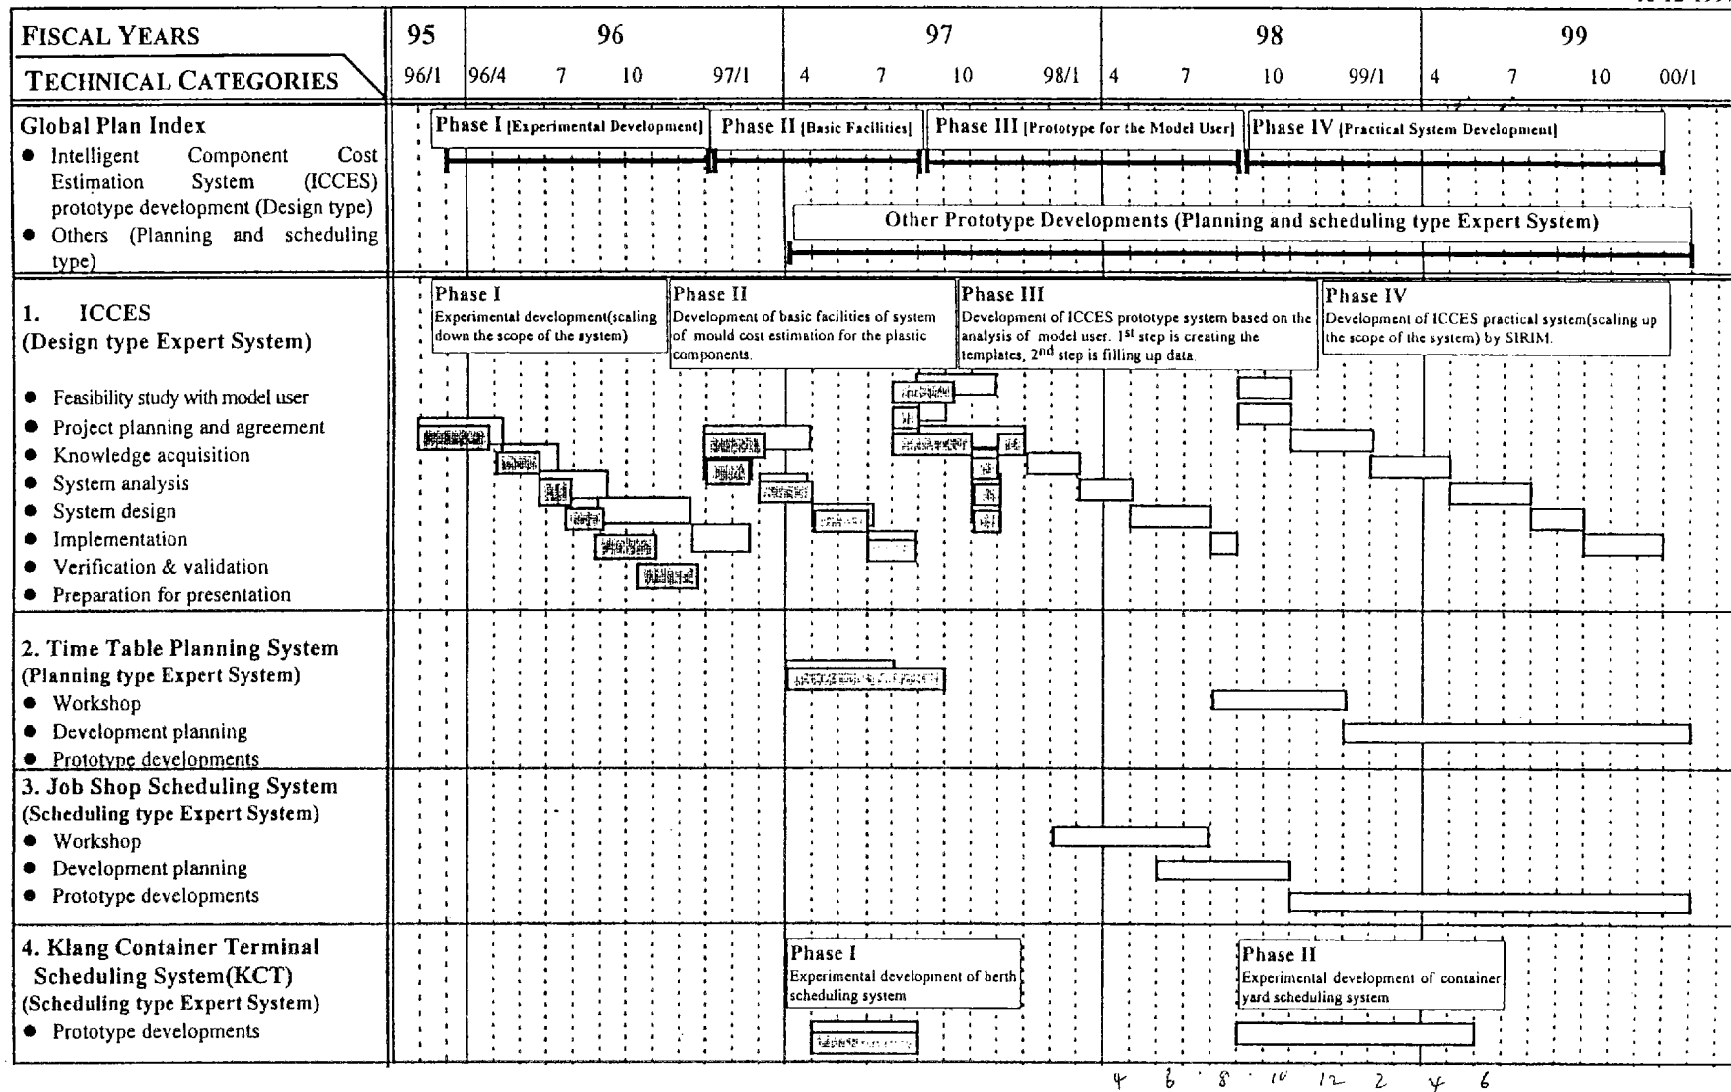 FISCAL YEARS
95 96 97 98 99
TECHNICAL CATEGORIES
96/1 96/4 7 10 97/1 4 7 10 98/1 4 7 10 99/1 4 7 10 00/1
Global Plan Index
● Intelligent Component Cost
Estimation System (ICCES)
prototype development (Design type)
● Others (Planning and scheduling
type)
Phase I [Experimental Development]
Phase II [Basic Facilities]
Phase III [Prototype for the Model User]
Phase IV [Practical System Development]
Other Prototype Developments (Planning and scheduling type Expert System)
1. ICCES
(Design type Expert System)
● Feasibility study with model user
● Project planning and agreement
● Knowledge acquisition
● System analysis
● System design
● Implementation
● Verification & validation
● Preparation for presentation
Phase I
Experimental development(scaling
down the scope of the system)
Phase II
Development of basic facilities of system
of mould cost estimation for the plastic
components.
Phase III
Development of ICCES prototype system based on the
analysis of model user. 1st step is creating the
templates, 2nd step is filling up data.
Phase IV
Development of ICCES practical system(scaling up
the scope of the system) by SIRIM.
2. Time Table Planning System
(Planning type Expert System)
● Workshop
● Development planning
● Prototype developments
3. Job Shop Scheduling System
(Scheduling type Expert System)
● Workshop
● Development planning
● Prototype developments
4. Klang Container Terminal
Scheduling System(KCT)
(Scheduling type Expert System)
● Prototype developments
Phase I
Experimental development of berth
scheduling system
Phase II
Experimental development of container
yard scheduling system
4 6 8 10 12 2 4 6